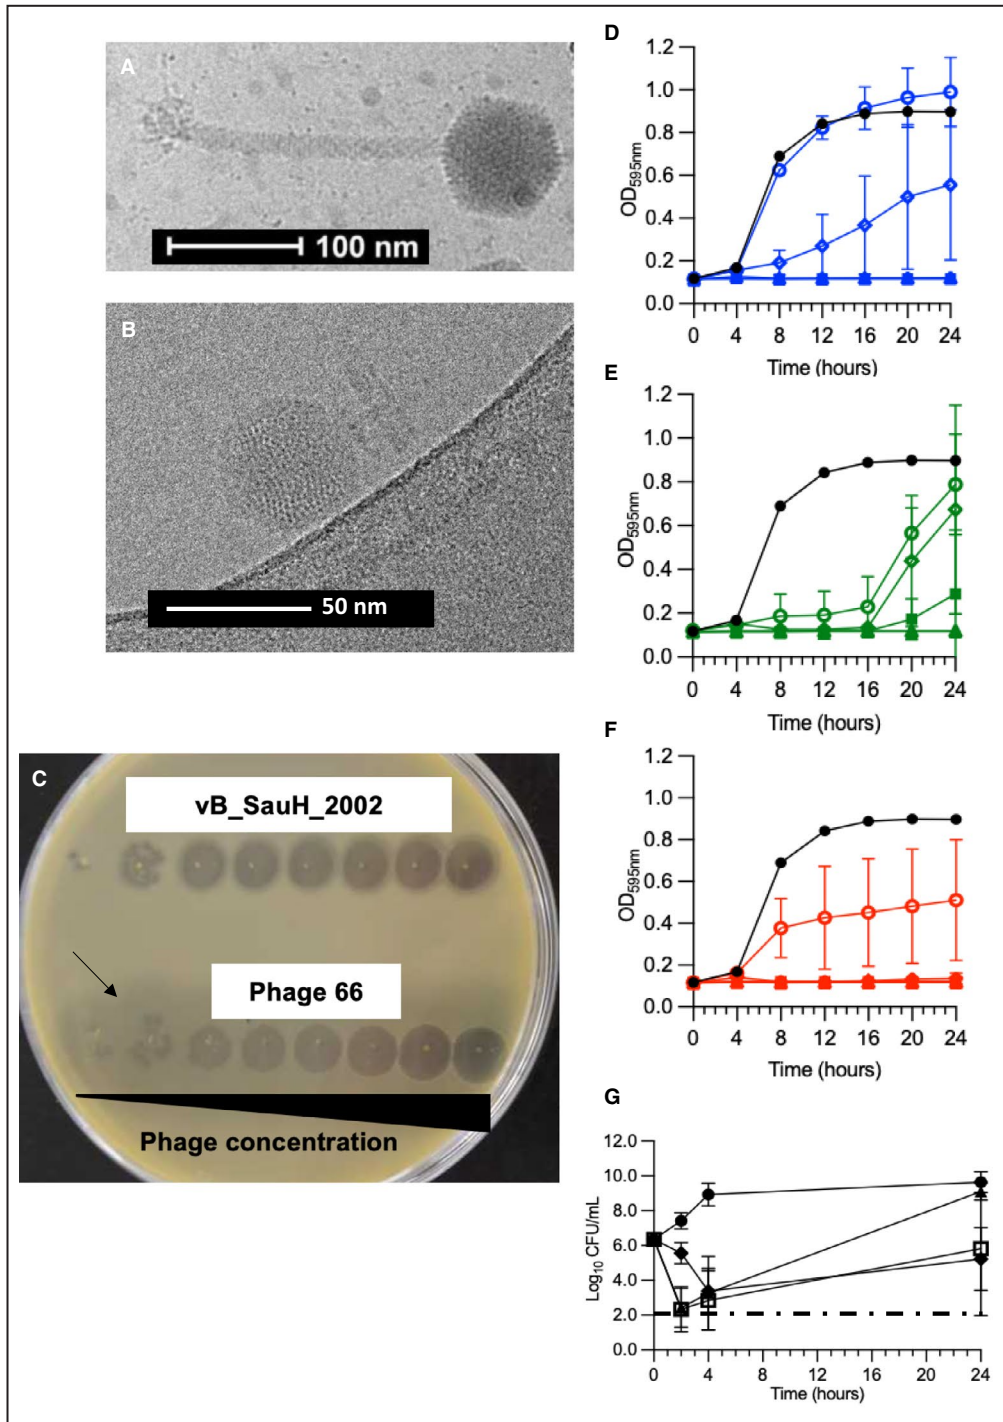 A
100 nm
B
50 nm
C
vB_SauH_2002
Phage 66
Phage concentration
D
OD595nm
1.2
1.0
0.8
0.6
0.4
0.2
0.0
0 4 8 12 16 20 24
Time (hours)
E
OD595nm
1.2
1.0
0.8
0.6
0.4
0.2
0.0
0 4 8 12 16 20 24
Time (hours)
F
OD595nm
1.2
1.0
0.8
0.6
0.4
0.2
0.0
0 4 8 12 16 20 24
Time (hours)
G
Log10 CFU/mL
12.0
10.0
8.0
6.0
4.0
2.0
0.0
0 4 8 12 16 20 24
Time (hours)